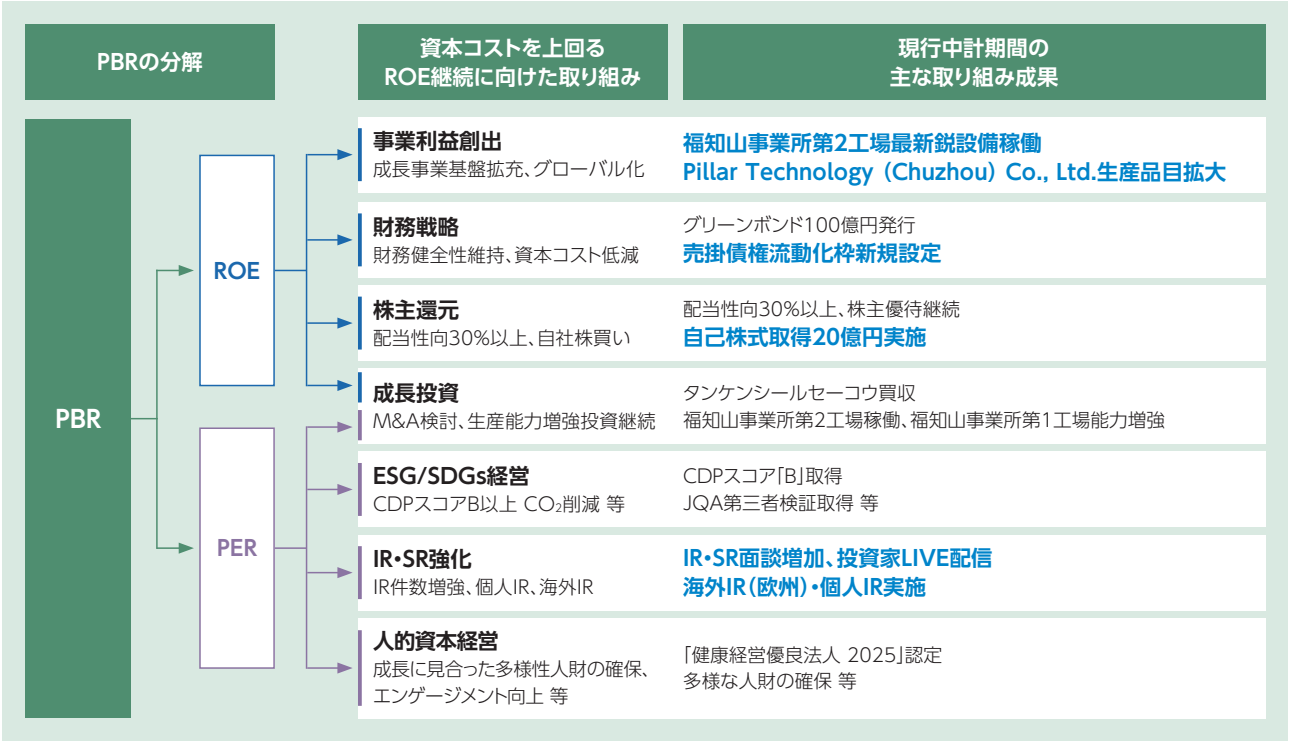 PBRの分解
資本コストを上回る
ROE継続に向けた取り組み
現行中計期間の
主な取り組み成果
PBR
ROE
PER
事業利益創出
成長事業基盤拡充、グローバル化
福知山事業所第2工場最新鋭設備稼働
Pillar Technology (Chuzhou) Co., Ltd.生産品目拡大
財務戦略
財務健全性維持、資本コスト低減
グリーンボンド100億円発行
売掛債権流動化枠新規設定
株主還元
配当性向30%以上、自社株買い
配当性向30%以上、株主優待継続
自己株式取得20億円実施
成長投資
M&A検討、生産能力増強投資継続
タンケンシールセーコウ買収
福知山事業所第2工場稼働、福知山事業所第1工場能力増強
ESG/SDGs経営
CDPスコアB以上 CO₂削減 等
CDPスコア「B」取得
JQA第三者検証取得 等
IR・SR強化
IR件数増強、個人IR、海外IR
IR・SR面談増加、投資家LIVE配信
海外IR(欧州)・個人IR実施
人的資本経営
成長に見合った多様性人財の確保、
エンゲージメント向上 等
「健康経営優良法人 2025」認定
多様な人財の確保 等